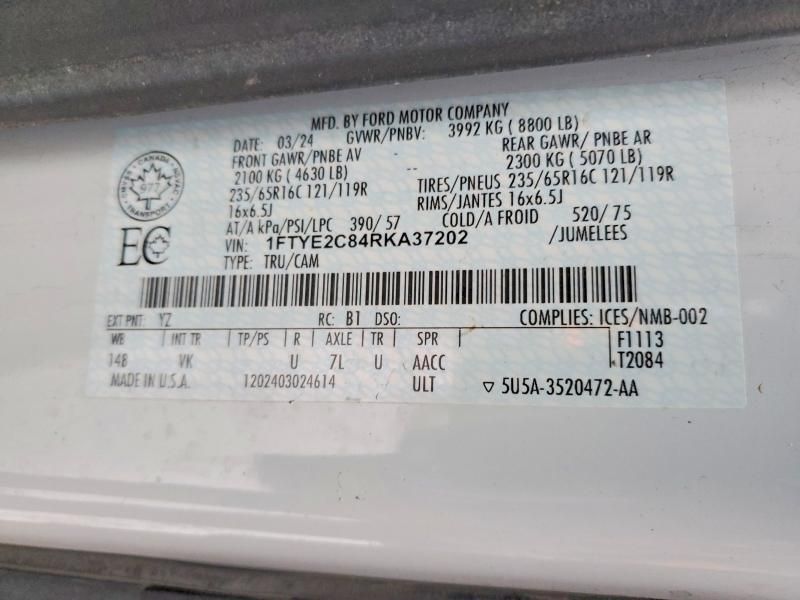 MFD. BY FORD MOTOR COMPANY
DATE: 03/24 GVWR/PNBV: 3992 KG ( 8800 LB)
FRONT GAWR/PNBE AV REAR GAWR/ PNBE AR
2100 KG ( 4630 LB) 2300 KG ( 5070 LB)
235/65R16C 121/119R TIRES/PNEUS 235/65R16C 121/119R
16x6.5J RIMS/JANTES 16x6.5J
AT/A kPa/PSI/LPC 390/ 57 COLD/A FROID 520/ 75
VIN: 1FTYE2C84RKA37202 /JUMELEES
TYPE: TRU/CAM
CANADA
977
TRANSPORT
EC
EXT PNT: YZ RC: B1 DSO: COMPLIES: ICES/NMB-002
WB INT TR TP/PS R AXLE TR SPR F1113
148 VK U 7L U AACC T2084
MADE IN U.S.A. 1202403024614 ULT ▽ 5U5A-3520472-AA